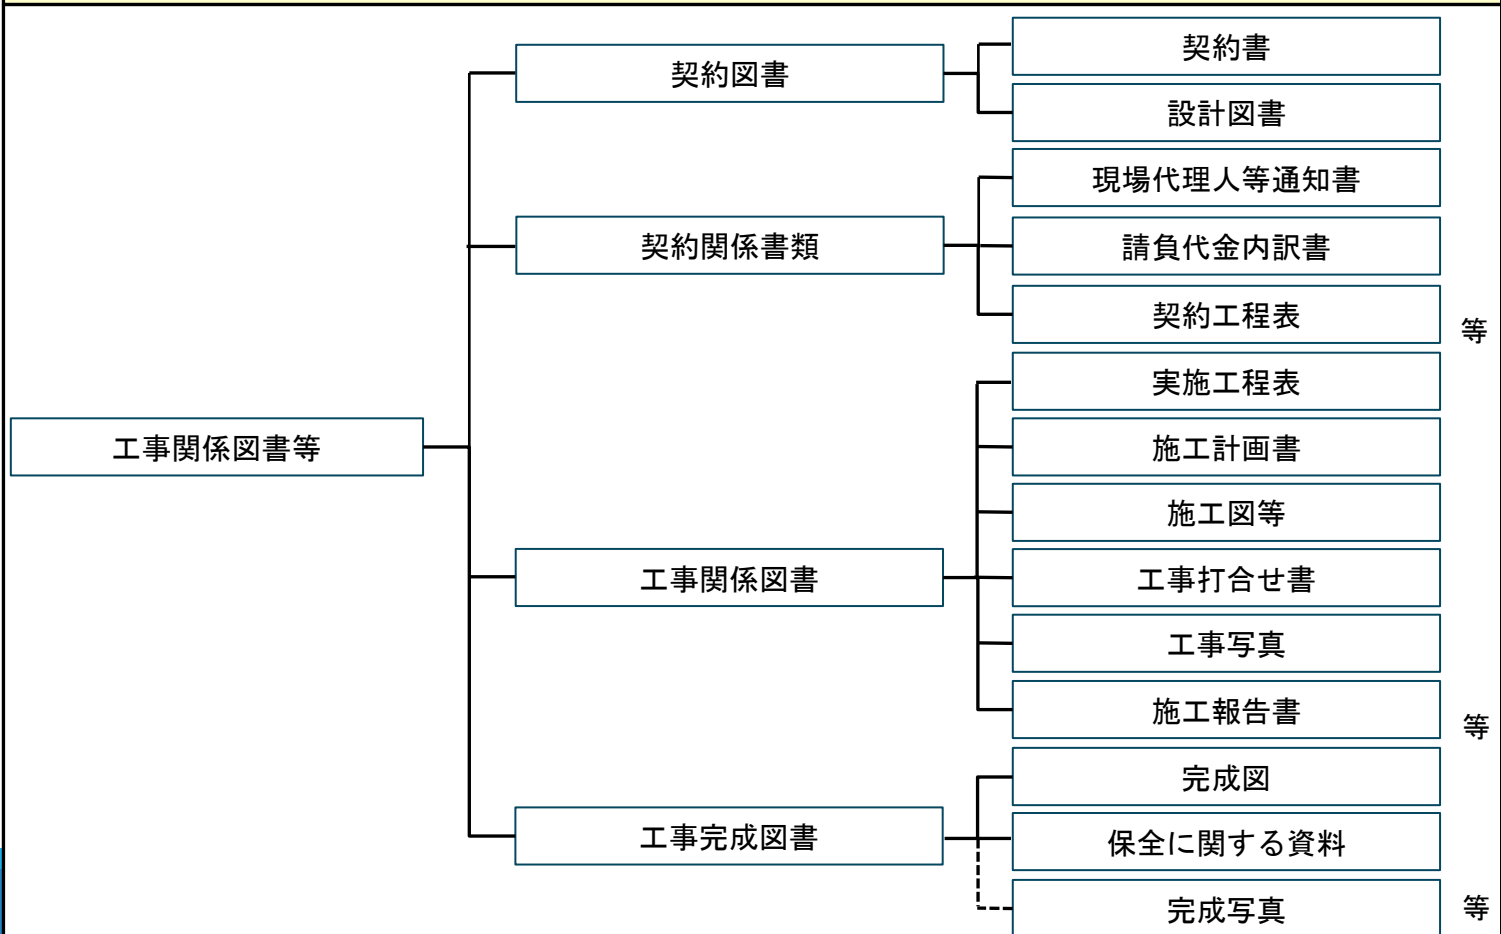 契約書
契約図書
設計図書
現場代理人等通知書
契約関係書類
請負代金内訳書
契約工程表
等
実施工程表
工事関係図書等
施工計画書
施工図等
工事関係図書
工事打合せ書
工事写真
施工報告書
等
完成図
工事完成図書
保全に関する資料
完成写真
等